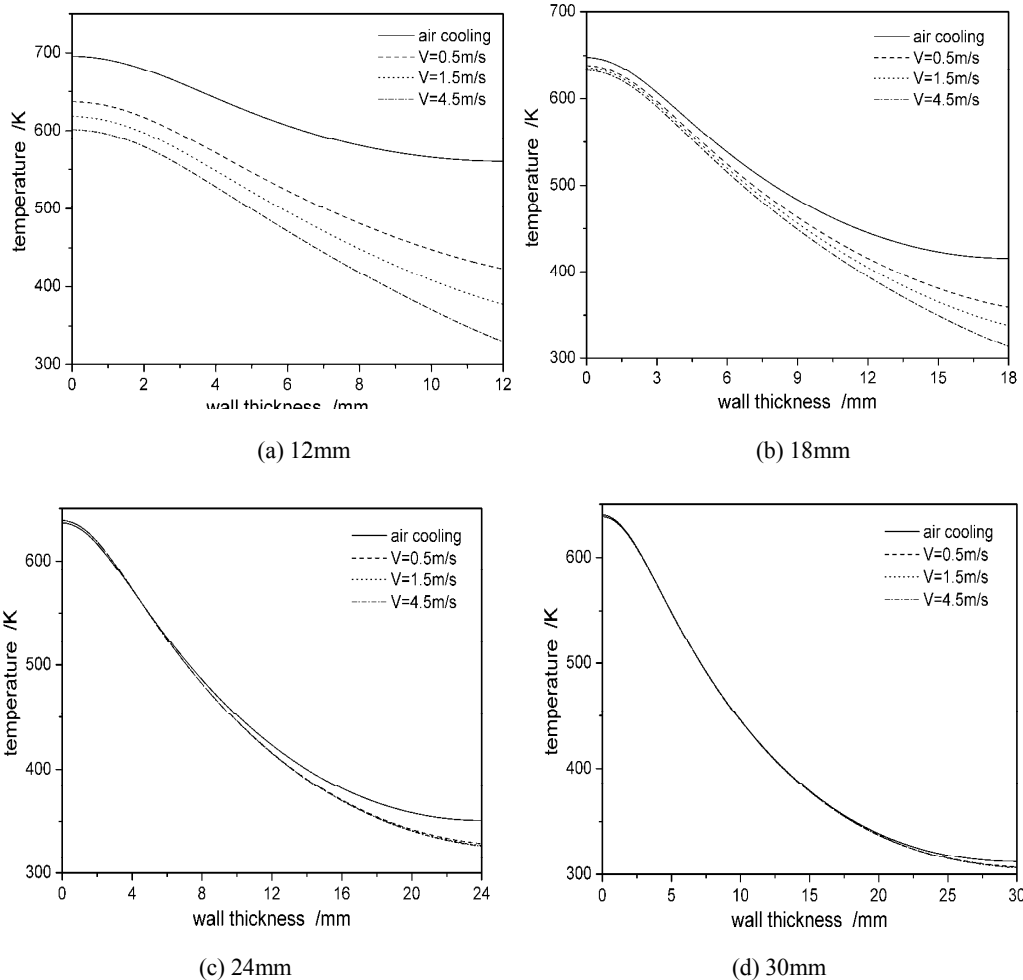 700
600
500
400
300
temperature /K
air cooling
V=0.5m/s
V=1.5m/s
V=4.5m/s
0 2 4 6 8 10 12
wall thickness /mm
(a) 12mm
700
600
500
400
300
temperature /K
air cooling
V=0.5m/s
V=1.5m/s
V=4.5m/s
0 3 6 9 12 15 18
wall thickness /mm
(b) 18mm
600
500
400
300
temperature /K
air cooling
V=0.5m/s
V=1.5m/s
V=4.5m/s
0 4 8 12 16 20 24
wall thickness /mm
(c) 24mm
600
500
400
300
temperature /K
air cooling
V=0.5m/s
V=1.5m/s
V=4.5m/s
0 5 10 15 20 25 30
wall thickness /mm
(d) 30mm